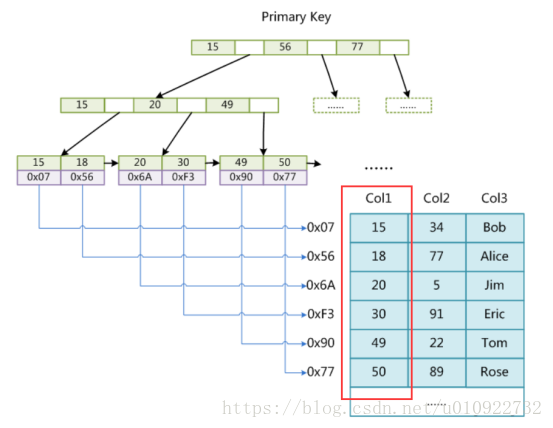 Primary Key
15 56 77
15 20 49 ...... ......
15 18 20 30 49 50
0x07 0x56 0x6A 0xF3 0x90 0x77
......
Col1 Col2 Col3
0x07 15 34 Bob
0x56 18 77 Alice
0x6A 20 5 Jim
0xF3 30 91 Eric
0x90 49 22 Tom
0x77 50 89 Rose
......
https://blog.csdn.net/u010922732